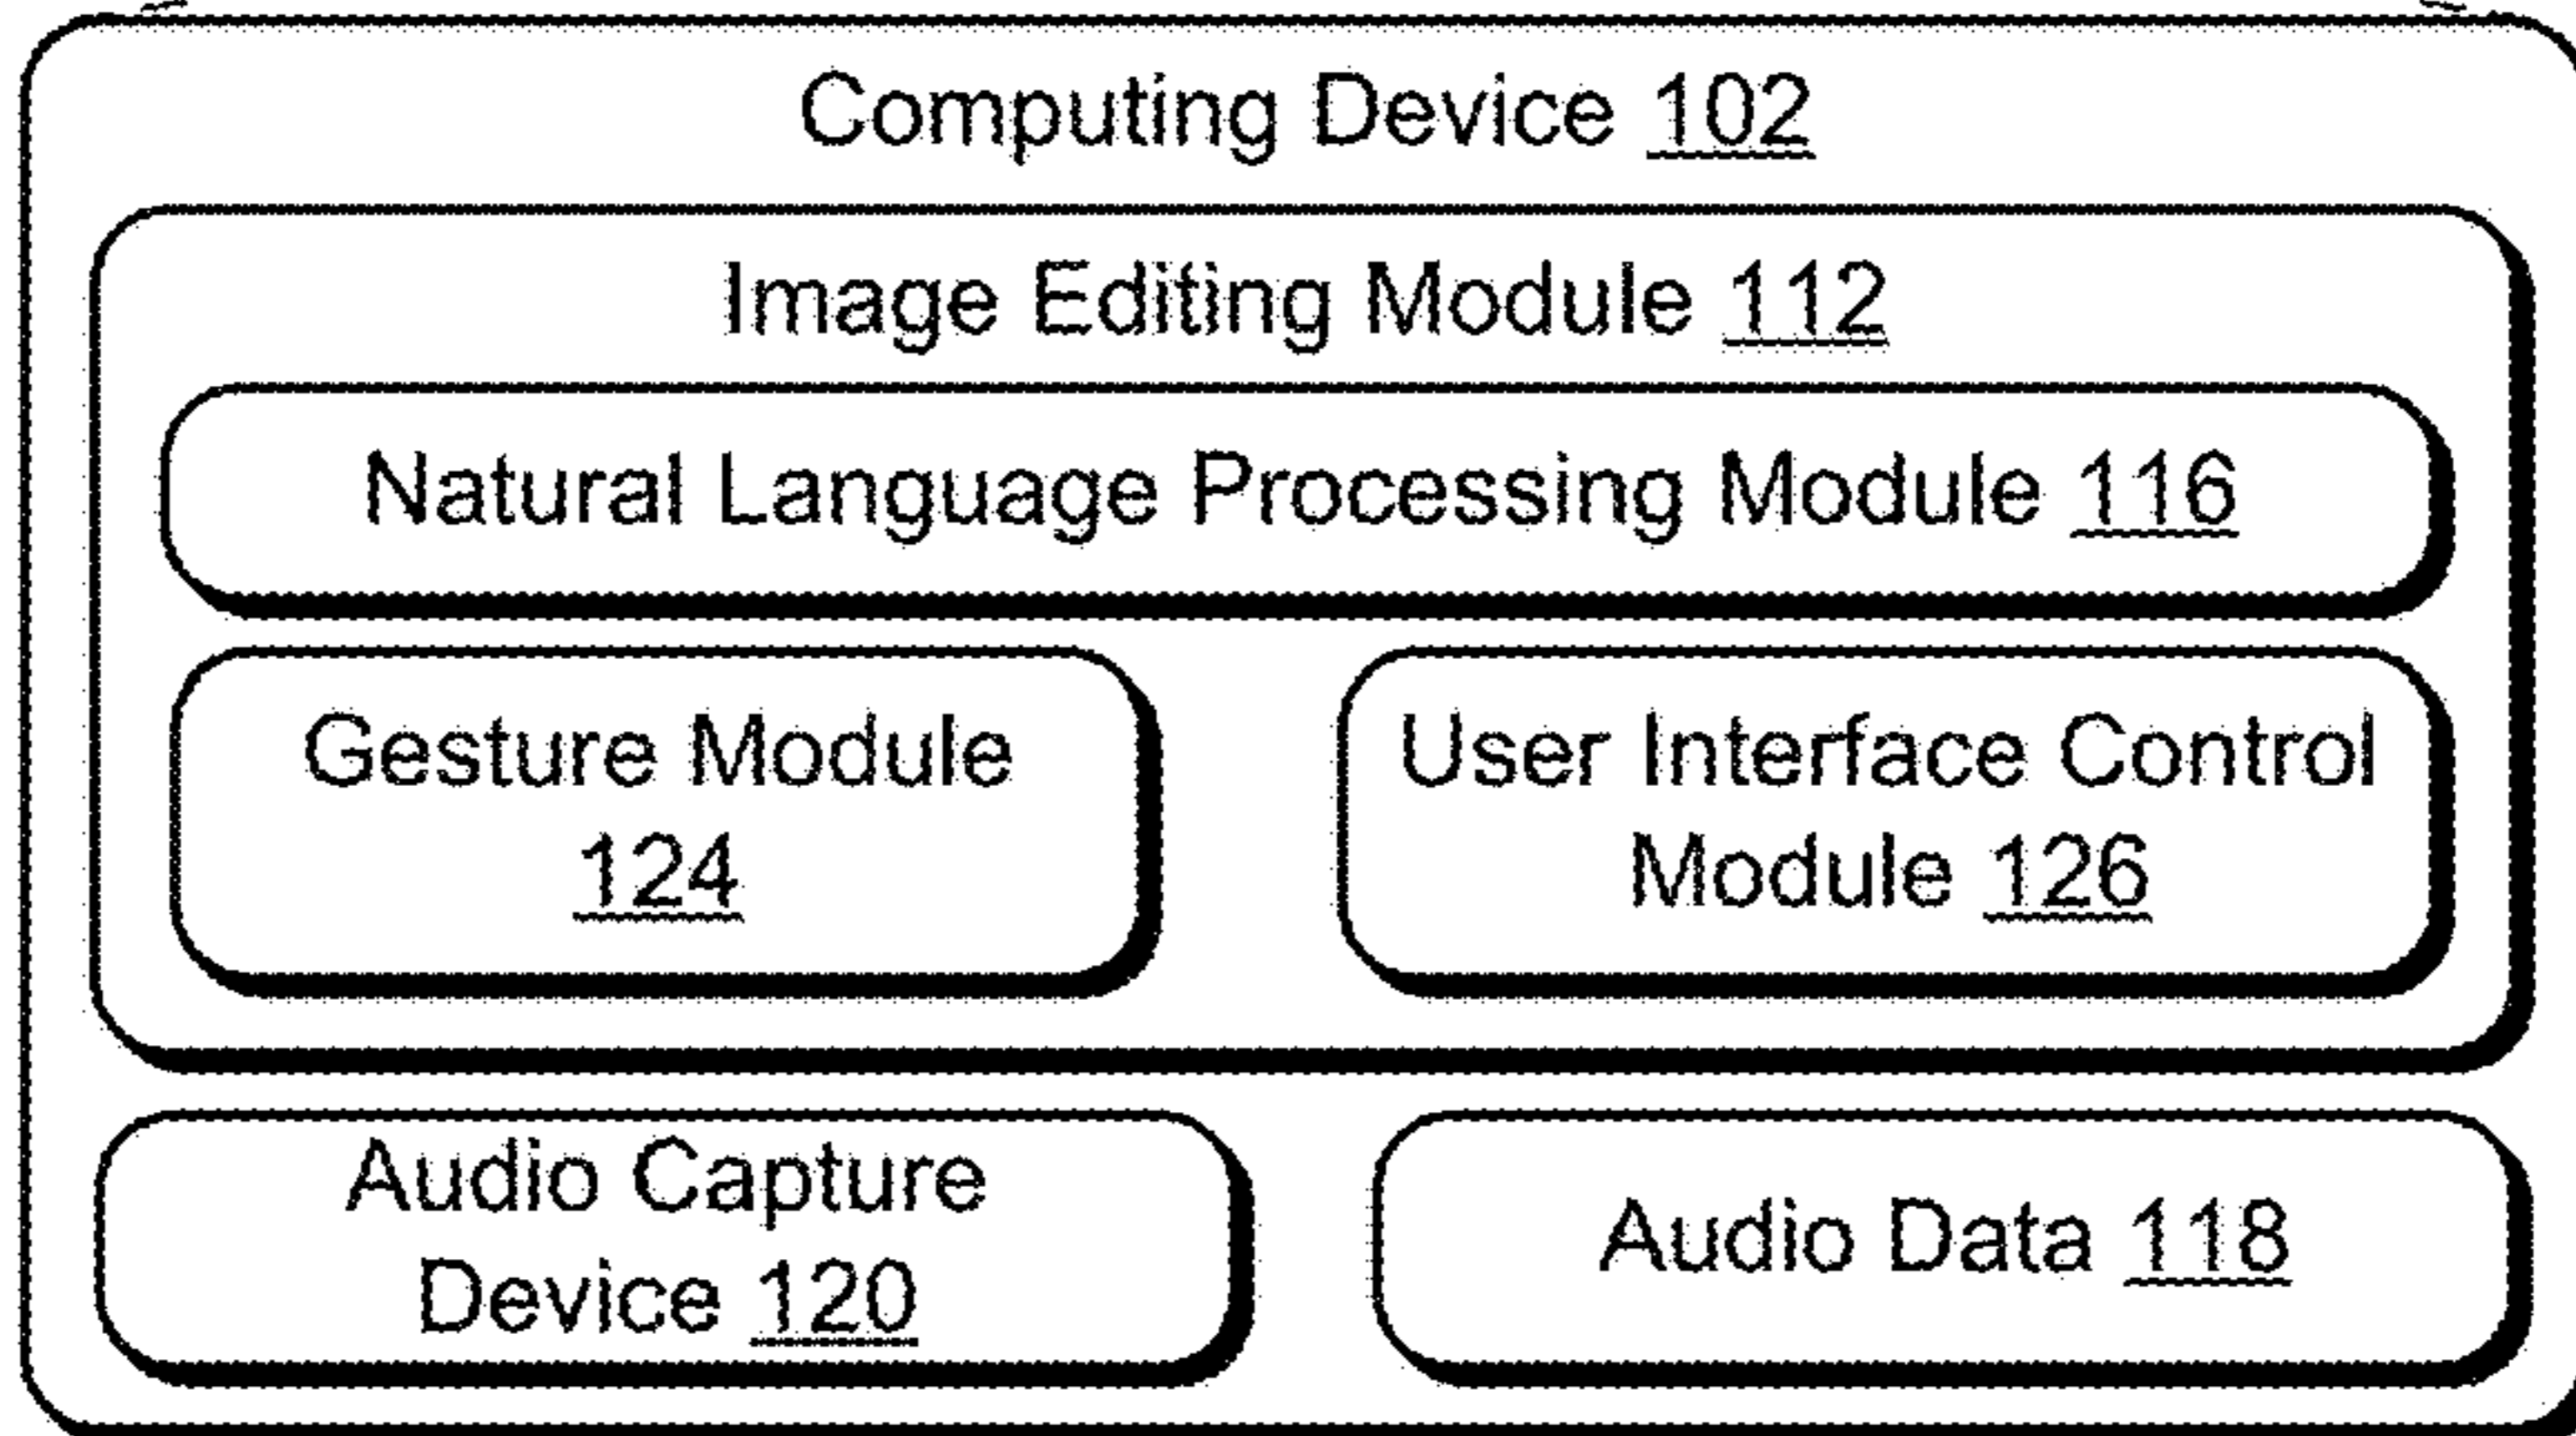 Computing Device 102
Image Editing Module 112
Natural Language Processing Module 116
Gesture Module
124
User Interface Control
Module 126
Audio Capture
Device 120
Audio Data 118